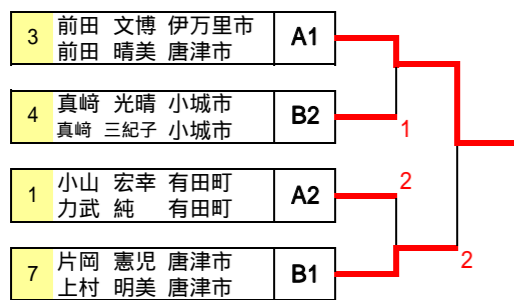 3 前田 文博 伊万里市 A1
前田 晴美 唐津市
4 真﨑 光晴 小城市 B2
真﨑 三紀子 小城市
1
1 小山 宏幸 有田町 A2
力武 純 有田町
2
7 片岡 憲児 唐津市 B1
上村 明美 唐津市
2